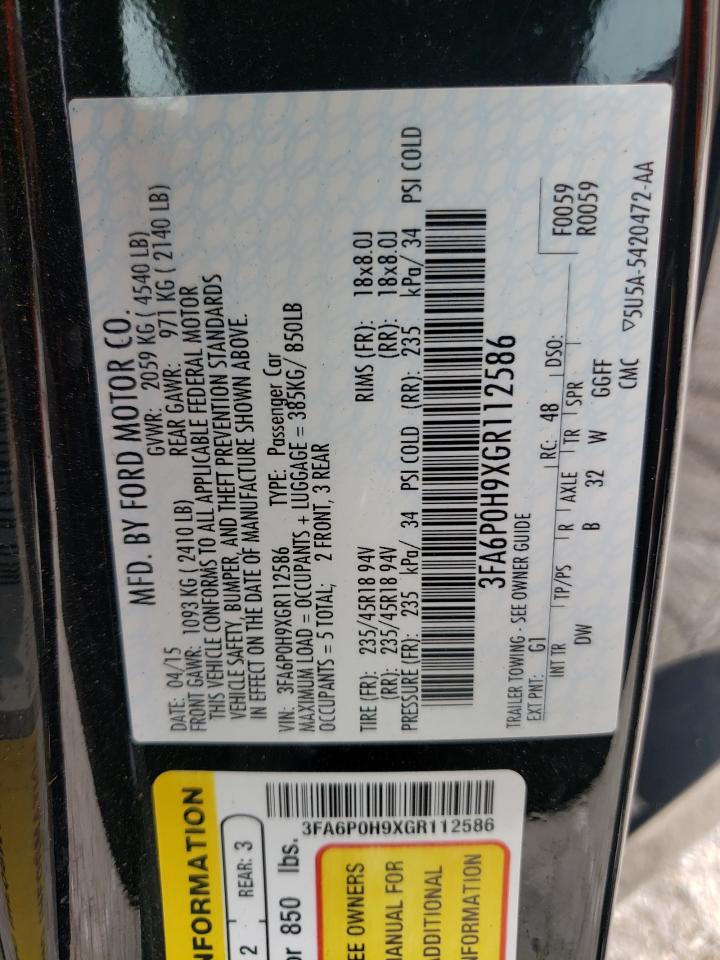 MFD. BY FORD MOTOR CO.
DATE: 04/15 GVWR: 2059 KG ( 4540 LB)
FRONT GAWR: 1093 KG ( 2410 LB) REAR GAWR: 971 KG ( 2140 LB)
THIS VEHICLE CONFORMS TO ALL APPLICABLE FEDERAL MOTOR
VEHICLE SAFETY, BUMPER, AND THEFT PREVENTION STANDARDS
IN EFFECT ON THE DATE OF MANUFACTURE SHOWN ABOVE.
VIN: 3FA6P0H9XGR112586 TYPE: Passenger Car
MAXIMUM LOAD = OCCUPANTS + LUGGAGE = 385KG/ 850LB
OCCUPANTS = 5 TOTAL; 2 FRONT, 3 REAR
TIRE (FR): 235/45R18 94V RIMS (FR): 18x8.0J
(RR): 235/45R18 94V (RR): 18x8.0J
PRESSURE (FR): 235 kPa/ 34 PSI COLD (RR): 235 kPa/ 34 PSI COLD
3FA6P0H9XGR112586
TRAILER TOWING - SEE OWNER GUIDE
EXT PNT: G1 RC: 48 DSO: F0059
R0059
INT TR TP/PS R AXLE TR SPR
DW B 32 W GGFF
CMC ▽5U5A-5420472-AA
NFORMATION
2 REAR: 3
or 850 lbs.
3FA6P0H9XGR112586
EE OWNERS
ANUAL FOR
ADDITIONAL
FORMATION